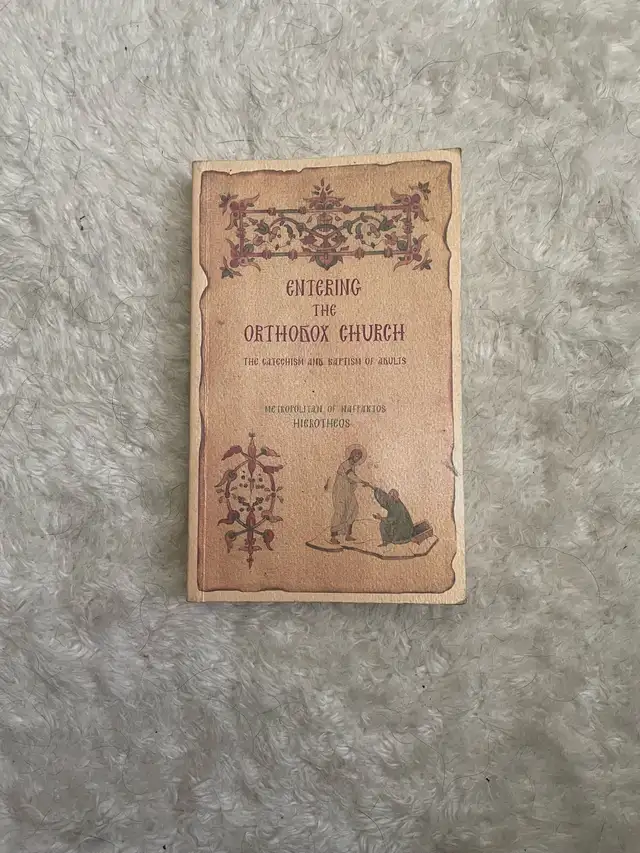 ENTERING
THE
ORTHODOX CHURCH
THE CATECHISM AND BAPTISM OF ADULTS
METROPOLITAN OF NAFPAKTOS
HIEROTHEOS